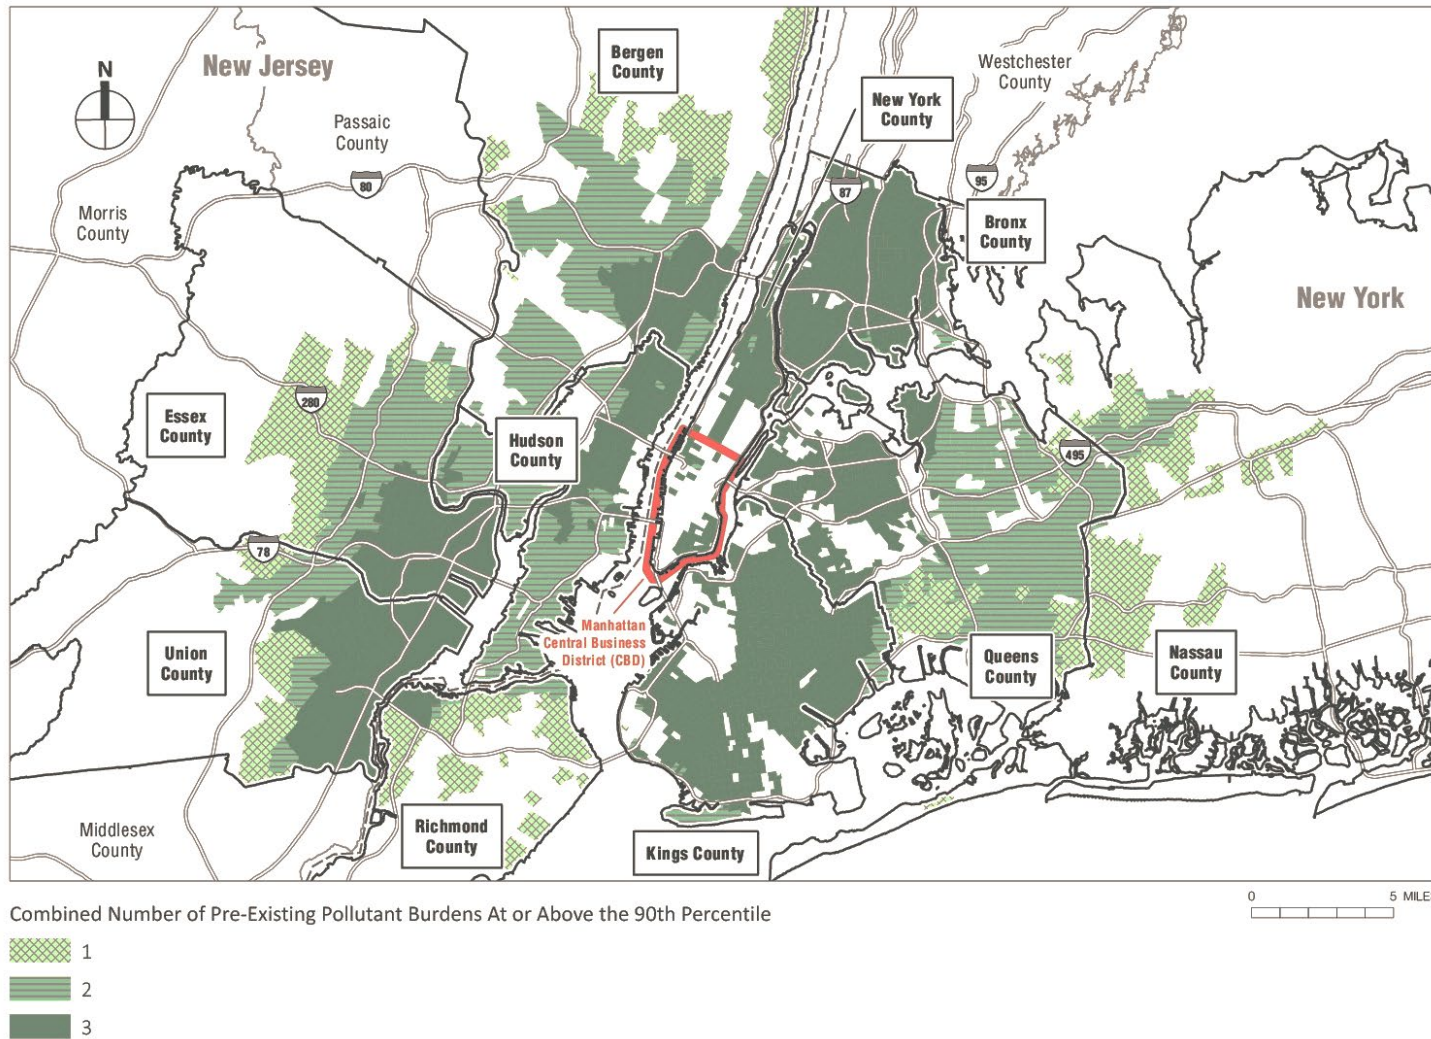 N
New Jersey
Bergen
County
Westchester
County
New York
County
Passaic
County
80
87
95
Morris
County
Bronx
County
New York
280
Essex
County
Hudson
County
495
78
Manhattan
Central Business
District (CBD)
Union
County
Queens
County
Nassau
County
Richmond
County
Middlesex
County
Kings County
Combined Number of Pre-Existing Pollutant Burdens At or Above the 90th Percentile
0 5 MILES
1
2
3